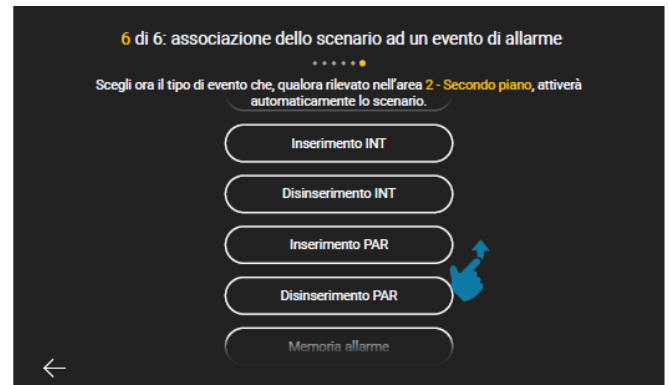 6 di 6: associazione dello scenario ad un evento di allarme
Scegli ora il tipo di evento che, qualora rilevato nell'area 2 - Secondo piano, attiverà
automaticamente lo scenario.
Inserimento INT
Disinserimento INT
Inserimento PAR
Disinserimento PAR
Memoria allarme